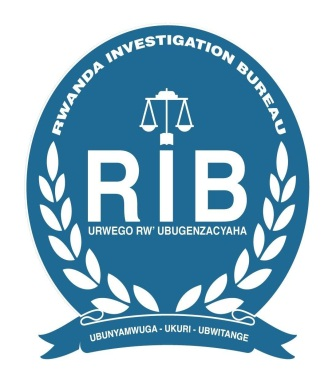 RWANDA INVESTIGATION BUREAU
RIB
URWEGO RW' UBUGENZACYAHA
UBUNYAMWUGA - UKURI - UBWITANGE